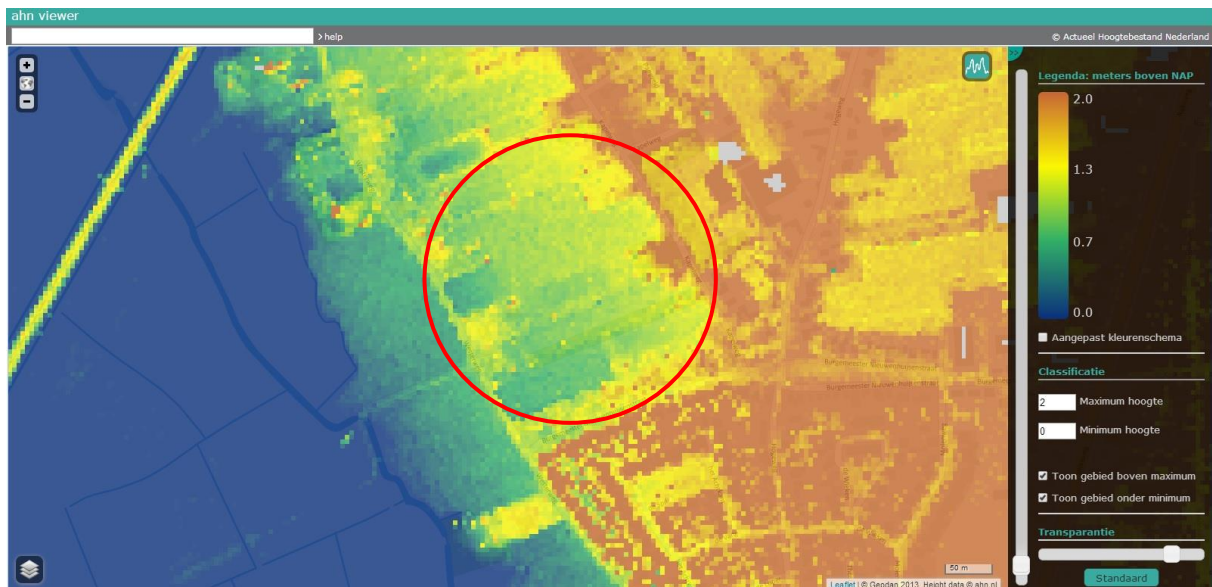 ahn viewer
> help
© Actueel Hoogtebestand Nederland
+
-
>>
Legenda: meters boven NAP
2.0
1.3
0.7
0.0
Aangepast kleurenschema
Classificatie
2 Maximum hoogte
0 Minimum hoogte
Toon gebied boven maximum
Toon gebied onder minimum
Transparantie
Standaard
50 m
Leaflet | © Geodan 2013, Height data © ahn.nl